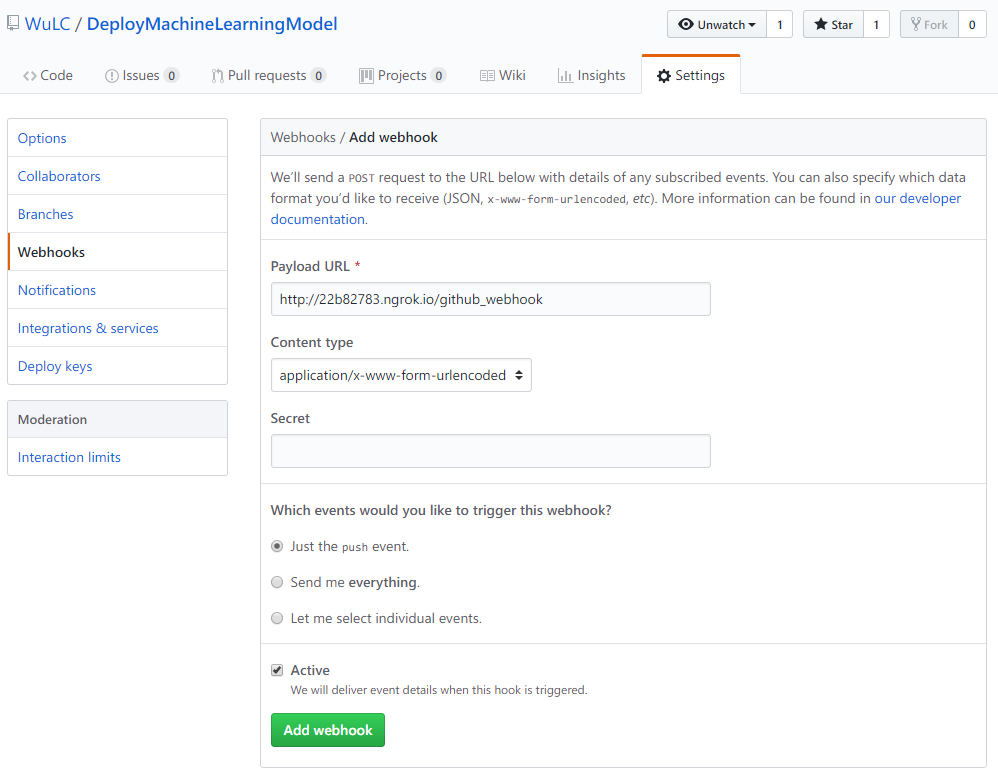 WuLC / DeployMachineLearningModel
Unwatch 1 Star 1 Fork 0
Code Issues 0 Pull requests 0 Projects 0 Wiki Insights Settings
Options
Collaborators
Branches
Webhooks
Notifications
Integrations & services
Deploy keys
Moderation
Interaction limits
Webhooks / Add webhook
We’ll send a POST request to the URL below with details of any subscribed events. You can also specify which data
format you’d like to receive (JSON, x-www-form-urlencoded, etc). More information can be found in our developer
documentation.
Payload URL *
http://22b82783.ngrok.io/github_webhook
Content type
application/x-www-form-urlencoded
Secret
Which events would you like to trigger this webhook?
Just the push event.
Send me everything.
Let me select individual events.
Active
We will deliver event details when this hook is triggered.
Add webhook